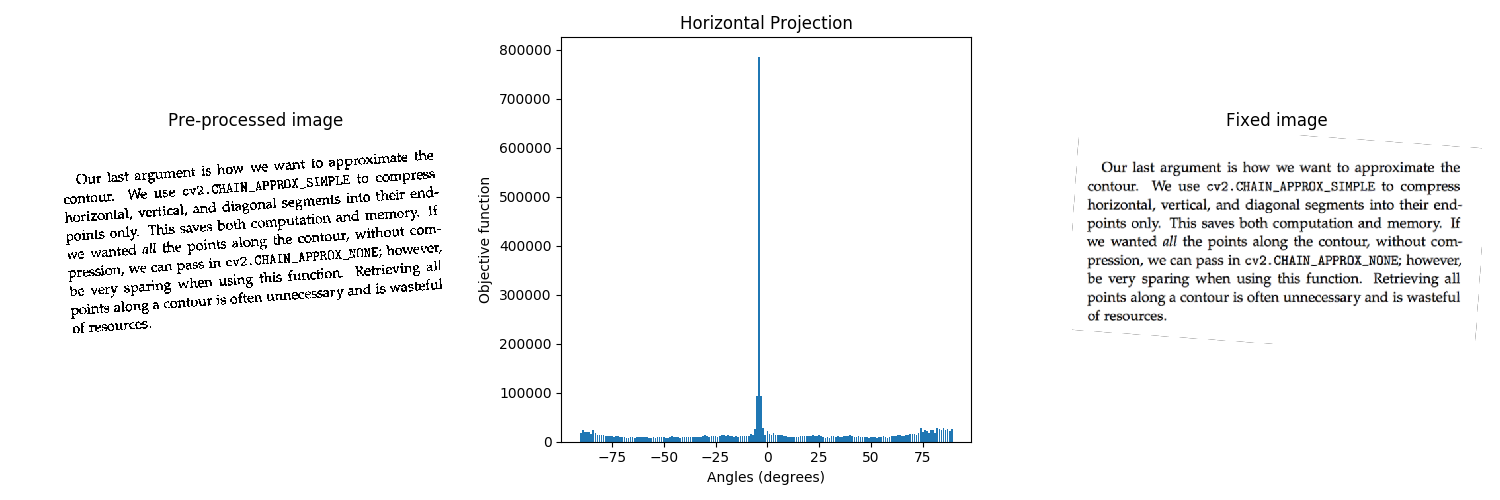 Pre-processed image
Our last argument is how we want to approximate the
contour. We use cv2.CHAIN_APPROX_SIMPLE to compress
horizontal, vertical, and diagonal segments into their end-
points only. This saves both computation and memory. If
we wanted all the points along the contour, without com-
pression, we can pass in cv2.CHAIN_APPROX_NONE; however,
be very sparing when using this function. Retrieving all
points along a contour is often unnecessary and is wasteful
of resources.
Horizontal Projection
Objective function
800000
700000
600000
500000
400000
300000
200000
100000
0
−75 −50 −25 0 25 50 75
Angles (degrees)
Fixed image
Our last argument is how we want to approximate the
contour. We use cv2.CHAIN_APPROX_SIMPLE to compress
horizontal, vertical, and diagonal segments into their end-
points only. This saves both computation and memory. If
we wanted all the points along the contour, without com-
pression, we can pass in cv2.CHAIN_APPROX_NONE; however,
be very sparing when using this function. Retrieving all
points along a contour is often unnecessary and is wasteful
of resources.